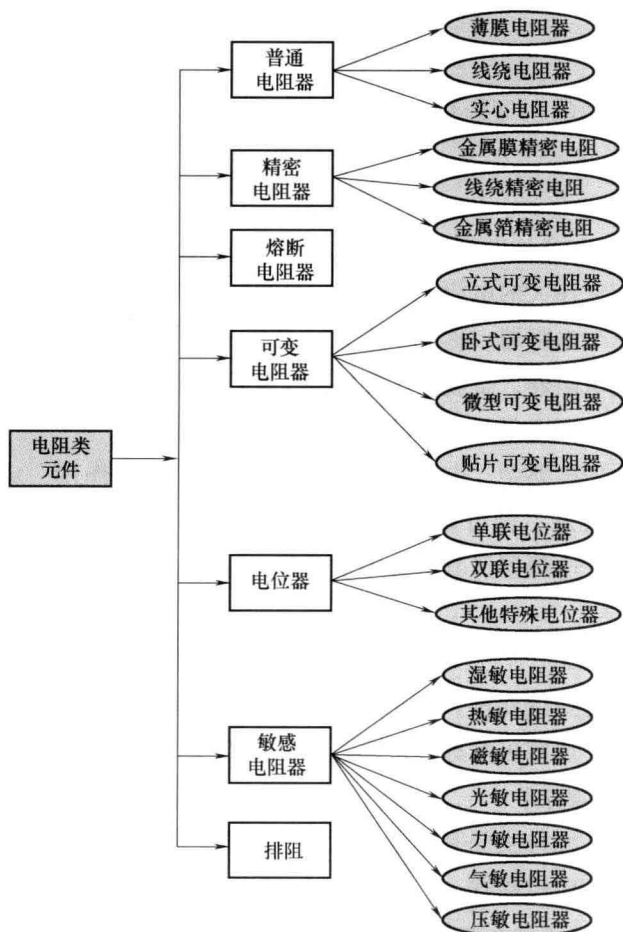 普通
电阻器
薄膜电阻器
线绕电阻器
实心电阻器
精密
电阻器
金属膜精密电阻
线绕精密电阻
金属箔精密电阻
熔断
电阻器
可变
电阻器
立式可变电阻器
卧式可变电阻器
微型可变电阻器
贴片可变电阻器
电阻类
元件
电位器
单联电位器
双联电位器
其他特殊电位器
敏感
电阻器
湿敏电阻器
热敏电阻器
磁敏电阻器
光敏电阻器
力敏电阻器
气敏电阻器
压敏电阻器
排阻